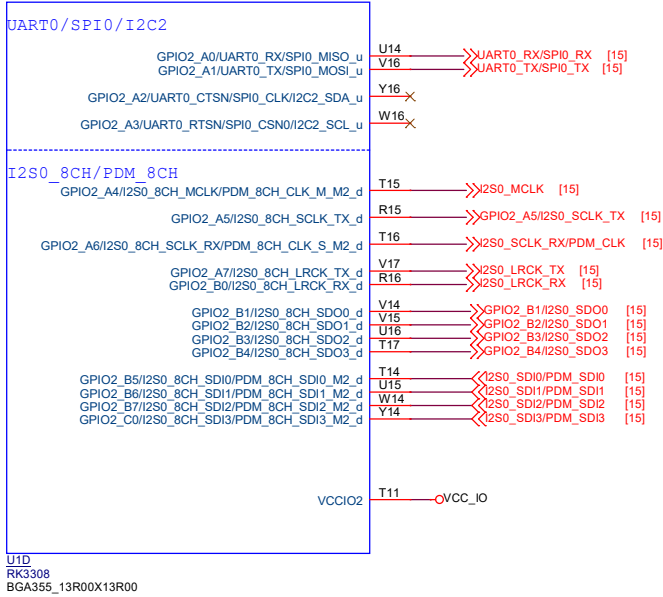 UART0/SPI0/I2C2
GPIO2_A0/UART0_RX/SPI0_MISO_u U14 UART0_RX/SPI0_RX [15]
GPIO2_A1/UART0_TX/SPI0_MOSI_u V16 UART0_TX/SPI0_TX [15]
GPIO2_A2/UART0_CTSN/SPI0_CLK/I2C2_SDA_u Y16
GPIO2_A3/UART0_RTSN/SPI0_CSN0/I2C2_SCL_u W16
I2S0_8CH/PDM_8CH
GPIO2_A4/I2S0_8CH_MCLK/PDM_8CH_CLK_M_M2_d T15 I2S0_MCLK [15]
GPIO2_A5/I2S0_8CH_SCLK_TX_d R15 GPIO2_A5/I2S0_SCLK_TX [15]
GPIO2_A6/I2S0_8CH_SCLK_RX/PDM_8CH_CLK_S_M2_d T16 I2S0_SCLK_RX/PDM_CLK [15]
GPIO2_A7/I2S0_8CH_LRCK_TX_d V17 I2S0_LRCK_TX [15]
GPIO2_B0/I2S0_8CH_LRCK_RX_d R16 I2S0_LRCK_RX [15]
GPIO2_B1/I2S0_8CH_SDO0_d V14 GPIO2_B1/I2S0_SDO0 [15]
GPIO2_B2/I2S0_8CH_SDO1_d V15 GPIO2_B2/I2S0_SDO1 [15]
GPIO2_B3/I2S0_8CH_SDO2_d U16 GPIO2_B3/I2S0_SDO2 [15]
GPIO2_B4/I2S0_8CH_SDO3_d T17 GPIO2_B4/I2S0_SDO3 [15]
GPIO2_B5/I2S0_8CH_SDI0/PDM_8CH_SDI0_M2_d T14 I2S0_SDI0/PDM_SDI0 [15]
GPIO2_B6/I2S0_8CH_SDI1/PDM_8CH_SDI1_M2_d U15 I2S0_SDI1/PDM_SDI1 [15]
GPIO2_B7/I2S0_8CH_SDI2/PDM_8CH_SDI2_M2_d W14 I2S0_SDI2/PDM_SDI2 [15]
GPIO2_C0/I2S0_8CH_SDI3/PDM_8CH_SDI3_M2_d Y14 I2S0_SDI3/PDM_SDI3 [15]
VCCIO2 T11 VCC_IO
U1D
RK3308
BGA355_13R00X13R00